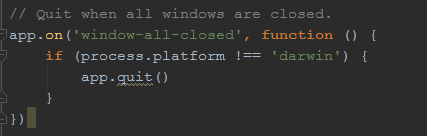 // Quit when all windows are closed.
app.on('window-all-closed', function () {
    if (process.platform !== 'darwin') {
        app.quit()
    }
})